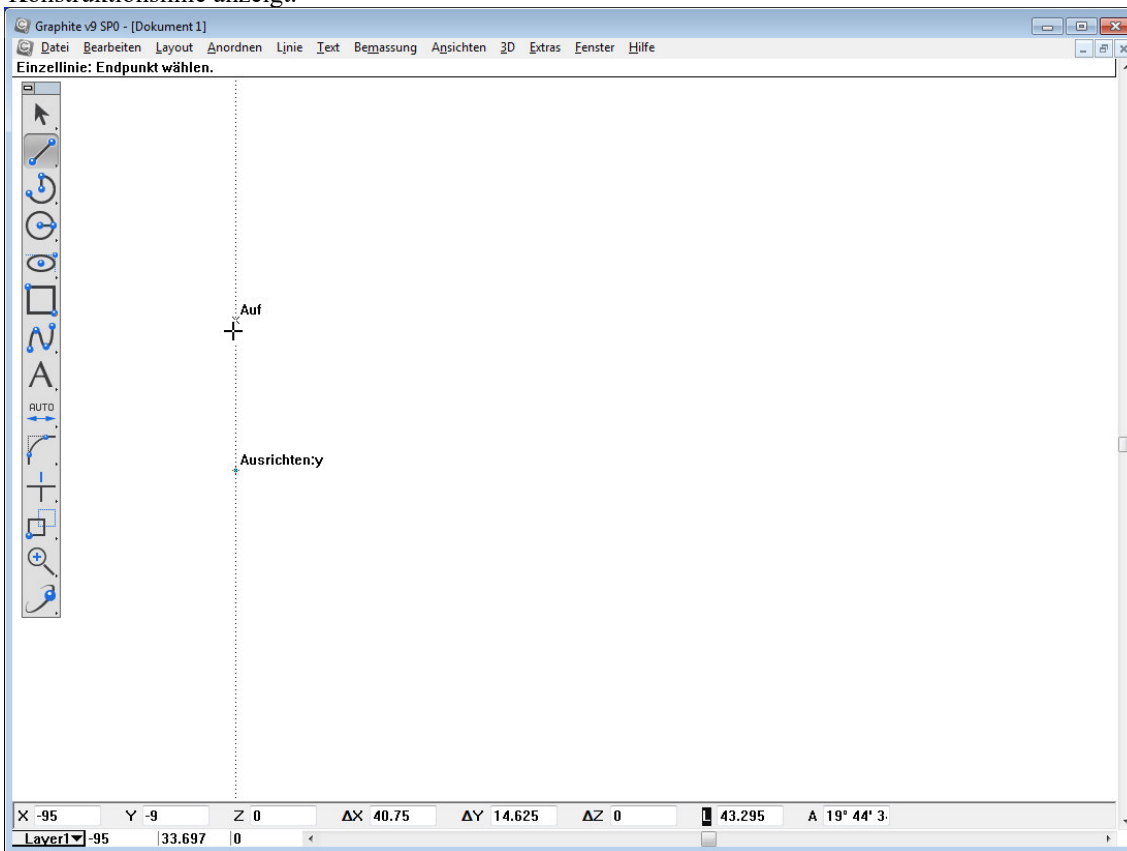 Konstruktionshilfe anzeigt.
Graphite v9 SP0 - [Dokument 1]
Datei Bearbeiten Layout Anordnen Linie Text Bemassung Ansichten 3D Extras Fenster Hilfe
Einzellinie: Endpunkt wählen.
Auf
A
AUTO
Ausrichten:y
X -95 Y -9 Z 0 ΔX 40.75 ΔY 14.625 ΔZ 0 L 43.295 A 19° 44' 3
Layer1 -95 33.697 0